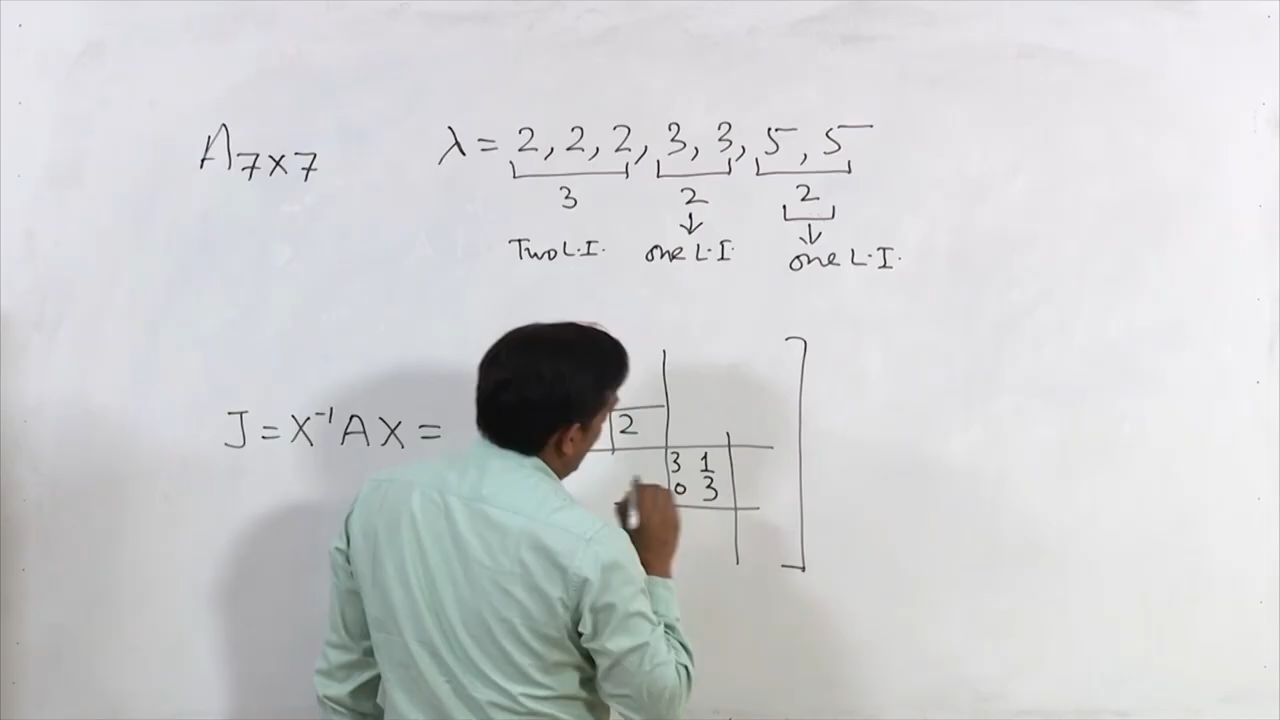 A7×7 λ = 2, 2, 2, 3, 3, 5, 5
3 2 2
↓ ↓
Two L.I. one L.I. one L.I.
J = X⁻¹AX =
2
3 1
0 3